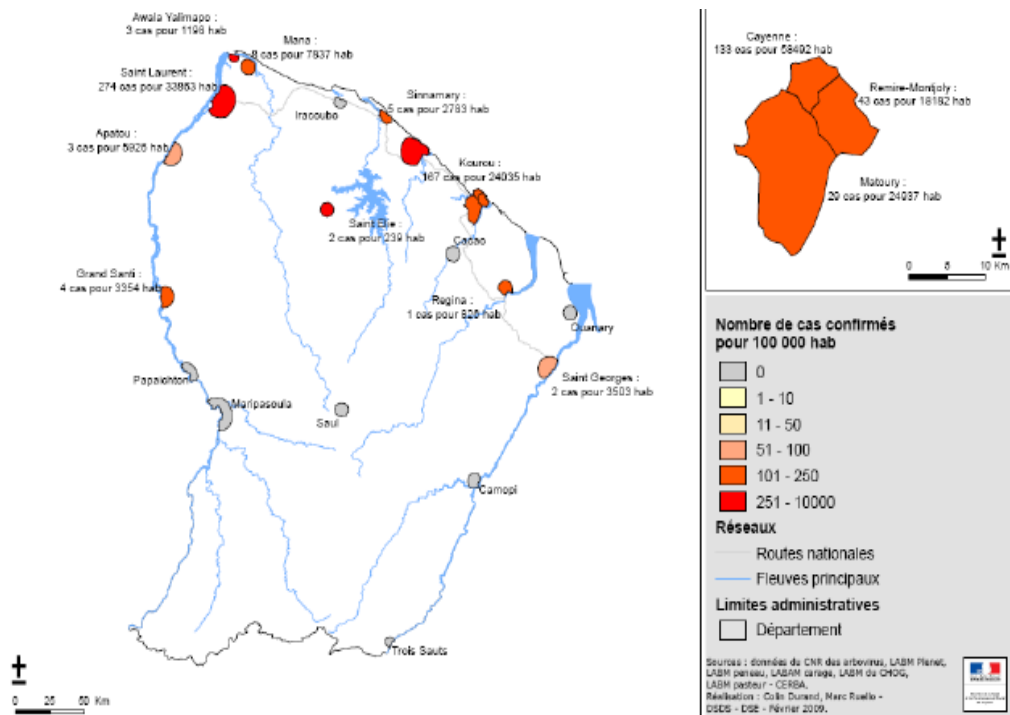 Awala Yalimapo :
3 cas pour 1196 hab
Mana :
8 cas pour 7837 hab
Saint Laurent :
274 cas pour 33863 hab
Iracoubo
Sinnamary :
5 cas pour 2783 hab
Apatou :
3 cas pour 5926 hab
Kourou :
167 cas pour 24035 hab
Saint Elie :
2 cas pour 239 hab
Cacao
Grand Santi :
4 cas pour 3354 hab
Regina :
1 cas pour 828 hab
Ouanary
Papaichton
Maripasoula
Saul
Saint Georges :
2 cas pour 3503 hab
Camopi
Trois Sauts
0 25 50 Km
Cayenne :
133 cas pour 58492 hab
Remire-Montjoly :
43 cas pour 18182 hab
Matoury :
29 cas pour 24937 hab
0 5 10 Km
Nombre de cas confirmés
pour 100 000 hab
0
1 - 10
11 - 50
51 - 100
101 - 250
251 - 10000
Réseaux
Routes nationales
Fleuves principaux
Limites administratives
Département
Sources : données du CNR des arbovirus, LABM Planet,
LABM peneau, LABAM carage, LABM du CHOG,
LABM pasteur - CERBA.
Réalisation : Colin Durand, Marc Ruello -
DSDS - DSE - Février 2009.